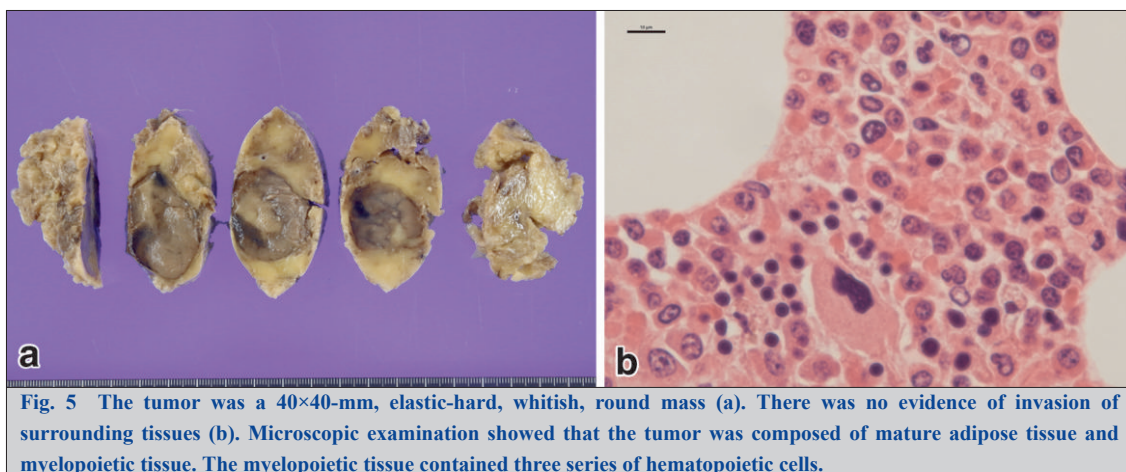 a
b
Fig. 5 The tumor was a 40×40-mm, elastic-hard, whitish, round mass (a). There was no evidence of invasion of
surrounding tissues (b). Microscopic examination showed that the tumor was composed of mature adipose tissue and
myelopoietic tissue. The myelopoietic tissue contained three series of hematopoietic cells.